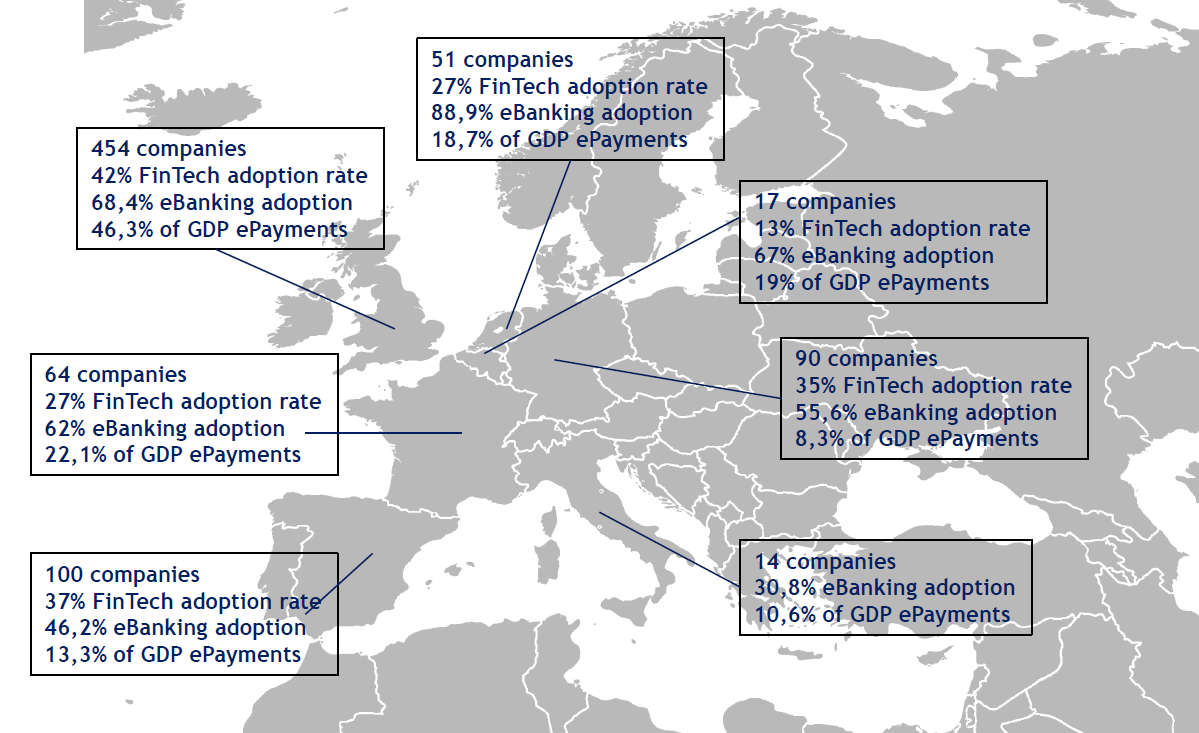 51 companies
27% FinTech adoption rate
88,9% eBanking adoption
18,7% of GDP ePayments
454 companies
42% FinTech adoption rate
68,4% eBanking adoption
46,3% of GDP ePayments
17 companies
13% FinTech adoption rate
67% eBanking adoption
19% of GDP ePayments
64 companies
27% FinTech adoption rate
62% eBanking adoption
22,1% of GDP ePayments
90 companies
35% FinTech adoption rate
55,6% eBanking adoption
8,3% of GDP ePayments
100 companies
37% FinTech adoption rate
46,2% eBanking adoption
13,3% of GDP ePayments
14 companies
30,8% eBanking adoption
10,6% of GDP ePayments